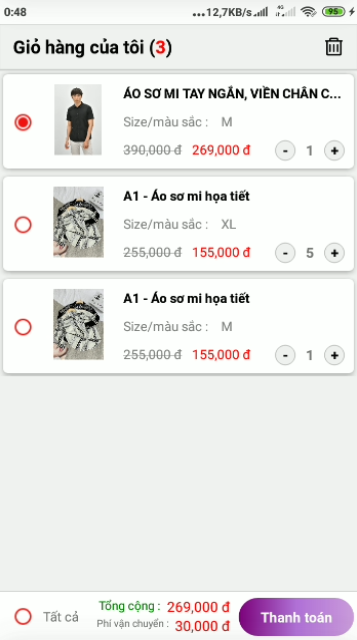 0:48 ...12,7KB/s 4G 95
Giỏ hàng của tôi (3)
ÁO SƠ MI TAY NGẮN, VIỀN CHÂN C...
Size/màu sắc : M
390,000 đ 269,000 đ - 1 +
A1 - Áo sơ mi họa tiết
Size/màu sắc : XL
255,000 đ 155,000 đ - 5 +
A1 - Áo sơ mi họa tiết
Size/màu sắc : M
255,000 đ 155,000 đ - 1 +
Tất cả
Tổng cộng : 269,000 đ
Phí vận chuyển : 30,000 đ
Thanh toán